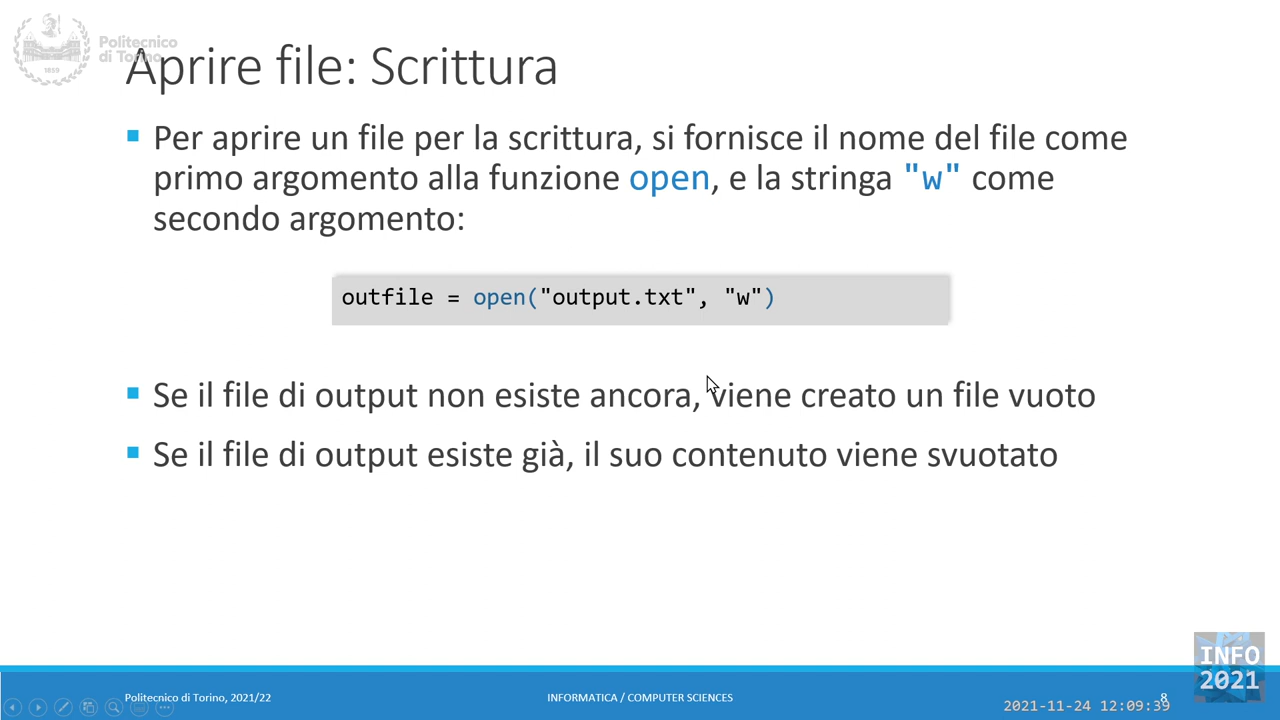 Politecnico
di Torino
1859
Aprire file: Scrittura
Per aprire un file per la scrittura, si fornisce il nome del file come
primo argomento alla funzione open, e la stringa "w" come
secondo argomento:
outfile = open("output.txt", "w")
Se il file di output non esiste ancora, viene creato un file vuoto
Se il file di output esiste già, il suo contenuto viene svuotato
INFO
2021
Politecnico di Torino, 2021/22
INFORMATICA / COMPUTER SCIENCES
8
2021-11-24 12:09:39